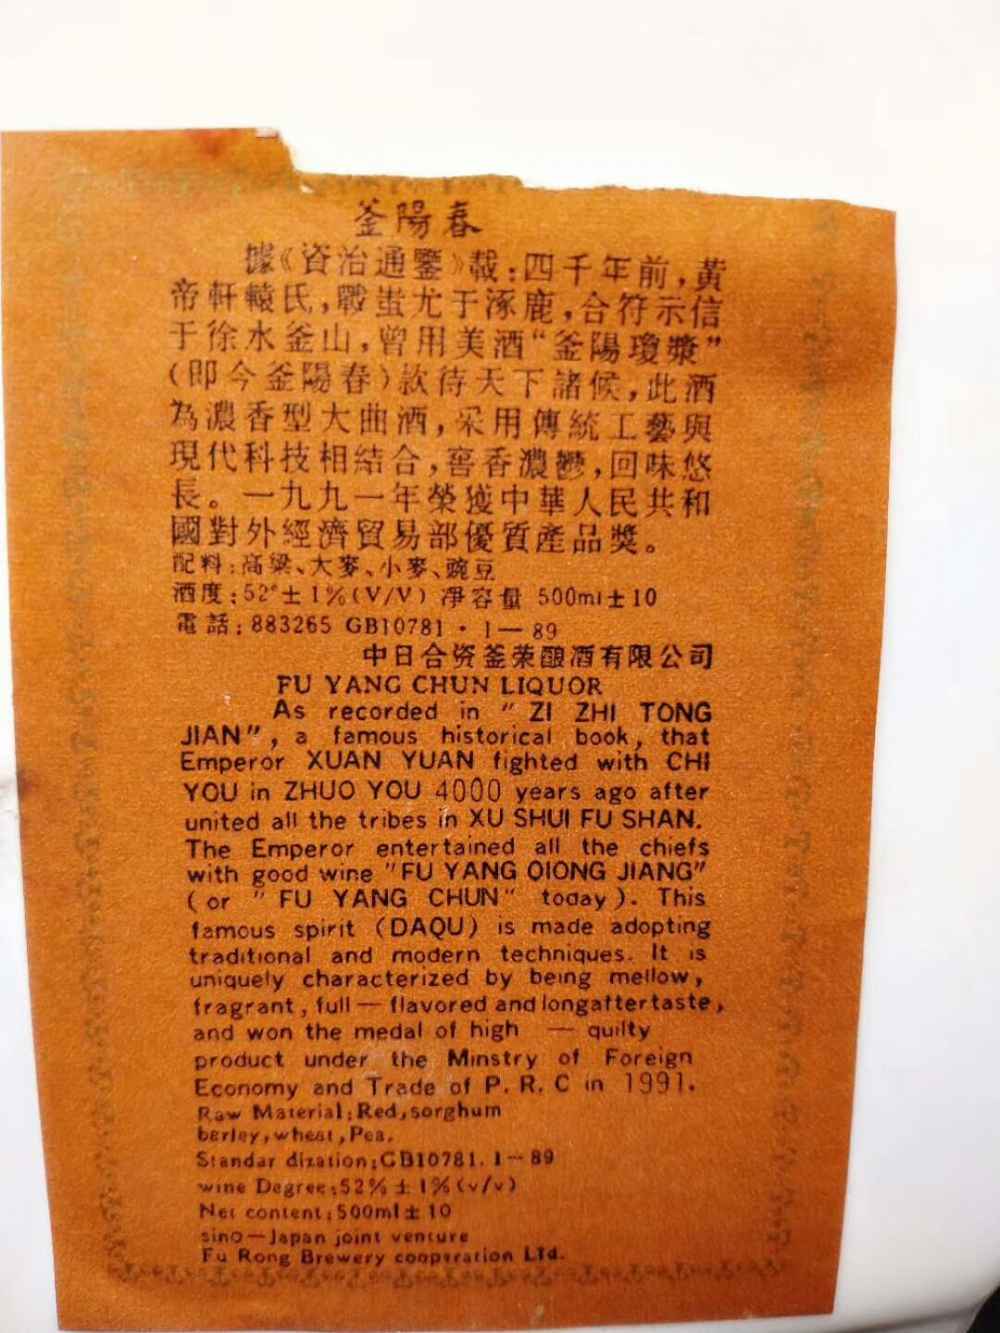 釜陽春
據《資治通鑒》載:四千年前,黃
帝軒轅氏,戰蚩尤于涿鹿,合符示信
于徐水釜山,曾用美酒“釜陽瓊漿”
(即今釜陽春)款待天下諸候,此酒
為濃香型大曲酒,采用傳統工藝與
現代科技相結合,窖香濃鬱,回味悠
長。一九九一年榮獲中華人民共和
國對外經濟貿易部優質產品獎。
配料:高粱、大麥、小麥、豌豆
酒度:52°±1%(V/V) 凈容量 500ml±10
電話:883265 GB10781·1—89
中日合资釜荣酿酒有限公司
FU YANG CHUN LIQUOR
As recorded in " ZI ZHI TONG
JIAN", a famous historical book, that
Emperor XUAN YUAN fighted with CHI
YOU in ZHUO YOU 4000 years ago after
united all the tribes in XU SHUI FU SHAN.
The Emperor entertained all the chiefs
with good wine "FU YANG OIONG JIANG"
(or " FU YANG CHUN" today). This
famous spirit (DAQU) is made adopting
traditional and modern techniques. It is
uniquely characterized by being mellow,
fragrant, full—flavored and longaftertaste,
and won the medal of high — quilty
product under the Minstry of Foreign
Economy and Trade of P. R. C in 1991.
Raw Material:Red,sorghum
berley,wheat,Pea.
Standar dization:GB10781. 1—89
wine Degree:52%±1%(v/v)
Net content:500ml±10
sino—Japan joint venture
Fu Rong Brewery cooperation LTd.